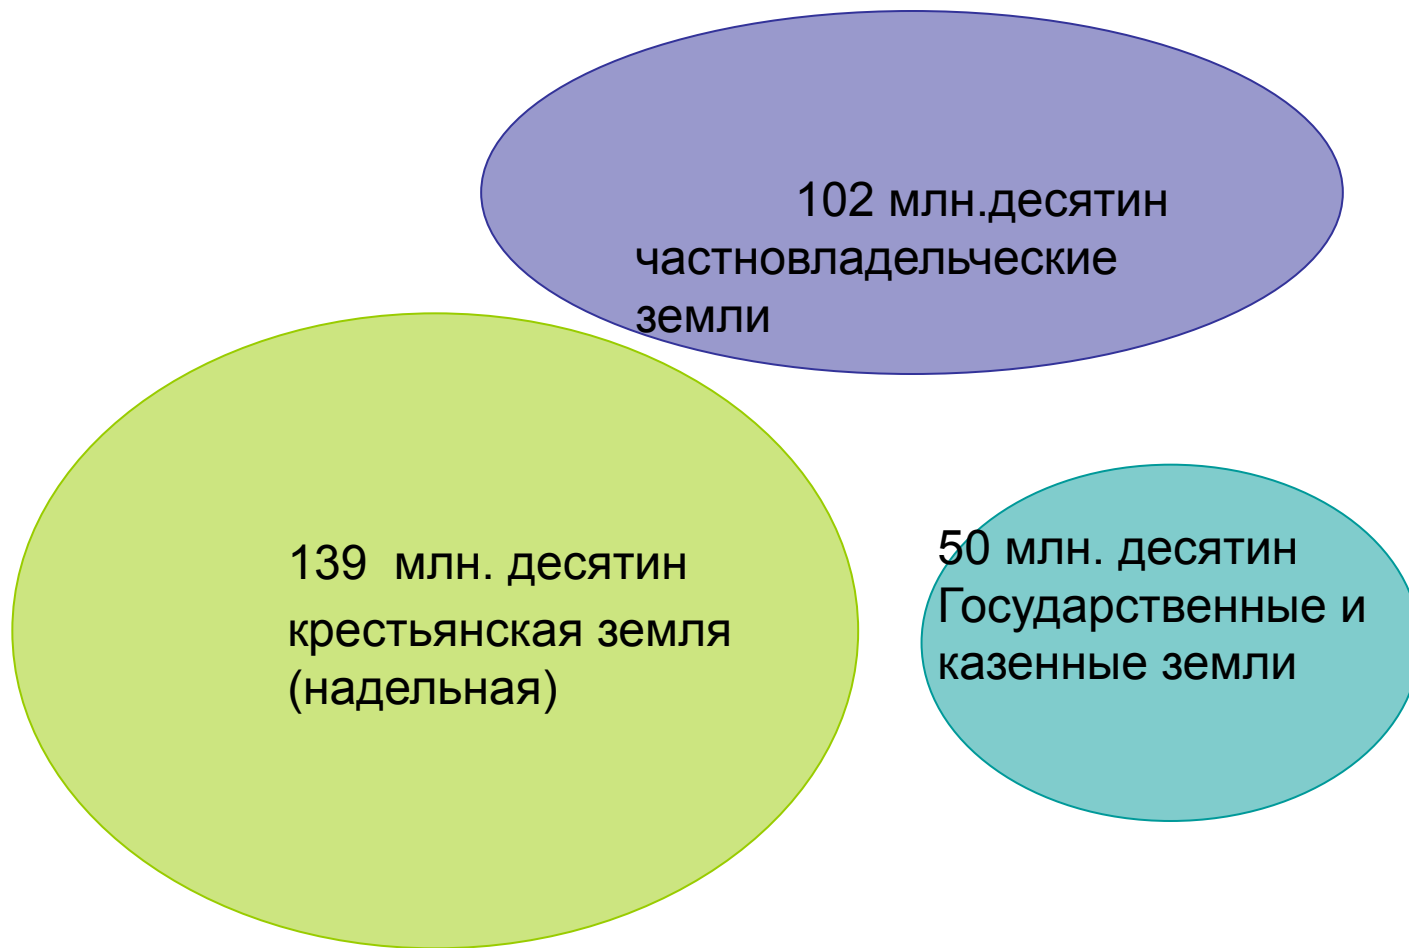 102 млн.десятин
частновладельческие
земли
139  млн. десятин
крестьянская земля
(надельная)
50 млн. десятин
Государственные и
казенные земли